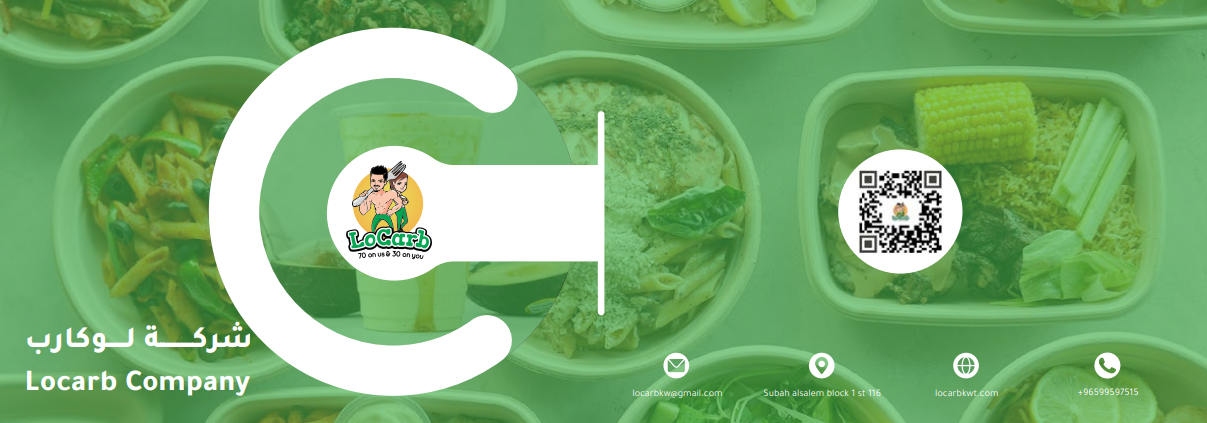 LoCarb
70 on us & 30 on you
شركـــــة لـــوكارب
Locarb Company
locarbkw@gmail.com
Subah alsalem block 1 st 116
locarbkwt.com
+96599597515